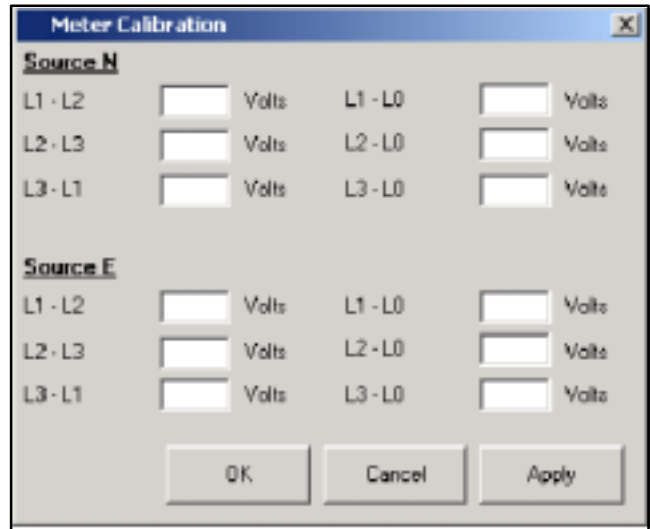 Meter Calibration
Source N
L1 - L2 Volts L1 - L0 Volts
L2 - L3 Volts L2 - L0 Volts
L3 - L1 Volts L3 - L0 Volts
Source E
L1 - L2 Volts L1 - L0 Volts
L2 - L3 Volts L2 - L0 Volts
L3 - L1 Volts L3 - L0 Volts
OK Cancel Apply